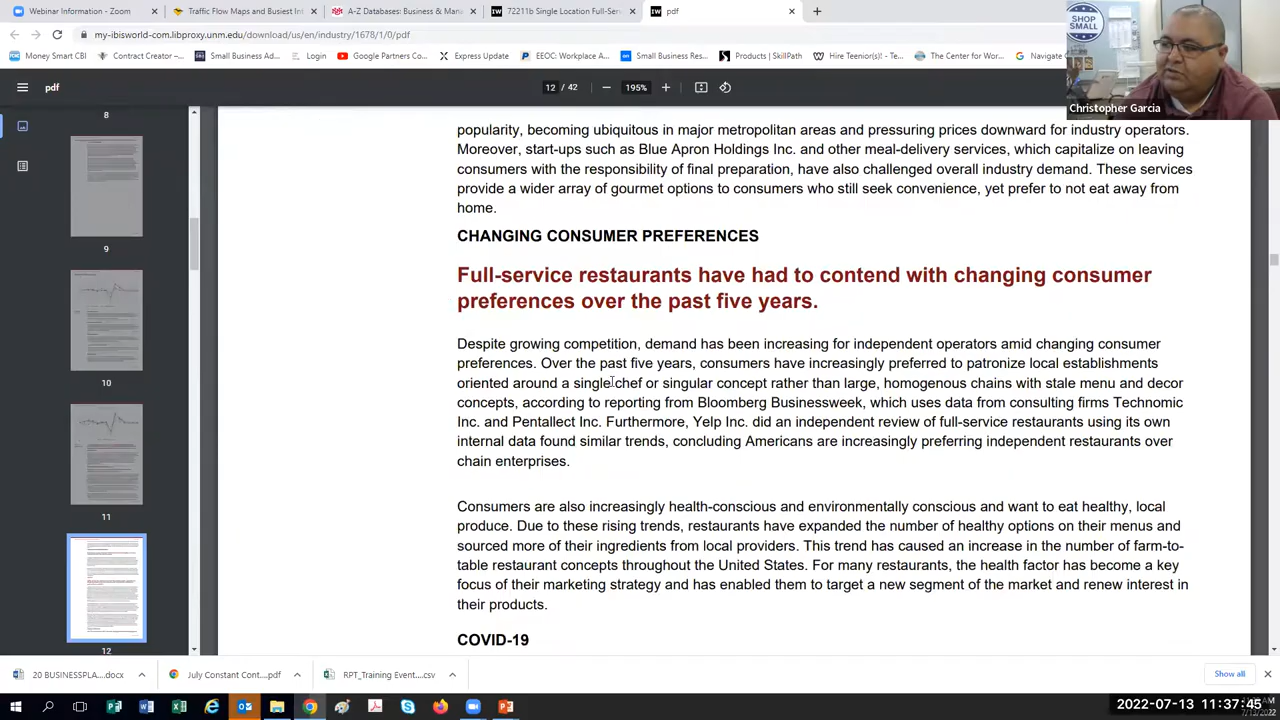 Webinar Information - Zoom
Traffic Flow Maps and Busiest Int
A-Z Databases: Business & Mana
72211b Single Location Full-Serv
pdf
my-ibisworld-com.libproxy.unm.edu/download/us/en/industry/1678/1/0/pdf
Money Smart CBI
Contract Creator -...
Small Business Ad...
Login
Google Partners Co...
Express Update
EEOC: Workplace A...
Small Business Res...
Products | SkillPath
Hire Teenior(s)! - Te...
The Center for Wor...
Navigate
SHOP
SMALL
Christopher Garcia
pdf
12 / 42
195%
8
9
10
11
12
popularity, becoming ubiquitous in major metropolitan areas and pressuring prices downward for industry operators.
Moreover, start-ups such as Blue Apron Holdings Inc. and other meal-delivery services, which capitalize on leaving
consumers with the responsibility of final preparation, have also challenged overall industry demand. These services
provide a wider array of gourmet options to consumers who still seek convenience, yet prefer to not eat away from
home.
CHANGING CONSUMER PREFERENCES
Full-service restaurants have had to contend with changing consumer
preferences over the past five years.
Despite growing competition, demand has been increasing for independent operators amid changing consumer
preferences. Over the past five years, consumers have increasingly preferred to patronize local establishments
oriented around a single chef or singular concept rather than large, homogenous chains with stale menu and decor
concepts, according to reporting from Bloomberg Businessweek, which uses data from consulting firms Technomic
Inc. and Pentallect Inc. Furthermore, Yelp Inc. did an independent review of full-service restaurants using its own
internal data found similar trends, concluding Americans are increasingly preferring independent restaurants over
chain enterprises.
Consumers are also increasingly health-conscious and environmentally conscious and want to eat healthy, local
produce. Due to these rising trends, restaurants have expanded the number of healthy options on their menus and
sourced more of their ingredients from local providers. This trend has caused an increase in the number of farm-to-
table restaurant concepts throughout the United States. For many restaurants, the health factor has become a key
focus of their marketing strategy and has enabled them to target a new segment of the market and renew interest in
their products.
COVID-19
20 BUSINESSPLA....docx
July Constant Cont....pdf
RPT_Training Event....csv
Show all
2022-07-13 11:37:45